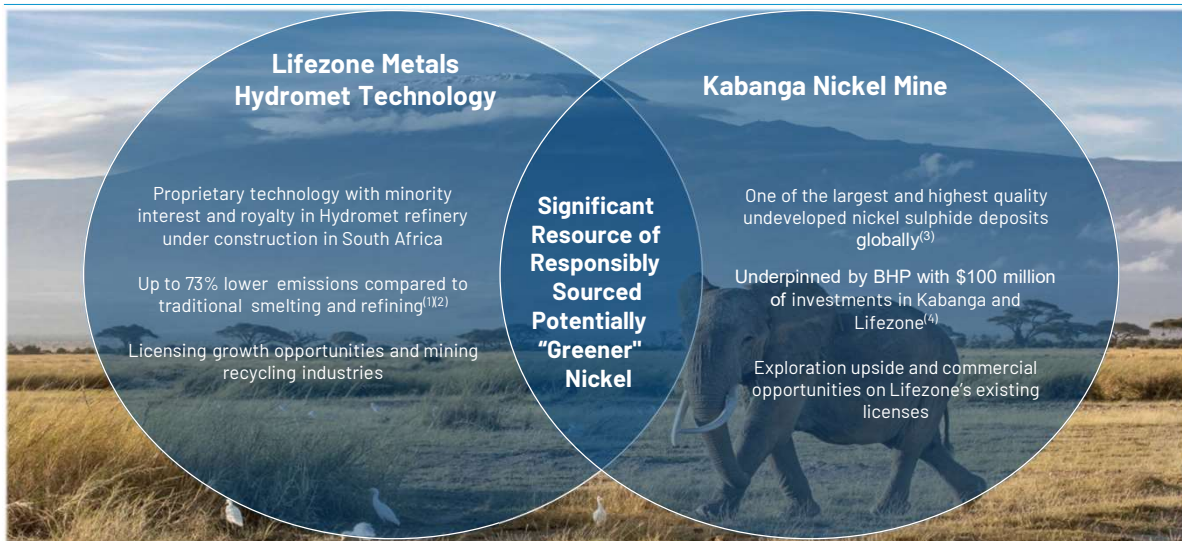 Lifezone Metals
Hydromet Technology
Proprietary technology with minority
interest and royalty in Hydromet refinery
under construction in South Africa
Up to 73% lower emissions compared to
traditional smelting and refining(1)(2)
Licensing growth opportunities and mining
recycling industries
Significant
Resource of
Responsibly
Sourced
Potentially
“Greener"
Nickel
Kabanga Nickel Mine
One of the largest and highest quality
undeveloped nickel sulphide deposits
globally(3)
Underpinned by BHP with $100 million
of investments in Kabanga and
Lifezone(4)
Exploration upside and commercial
opportunities on Lifezone’s existing
licenses